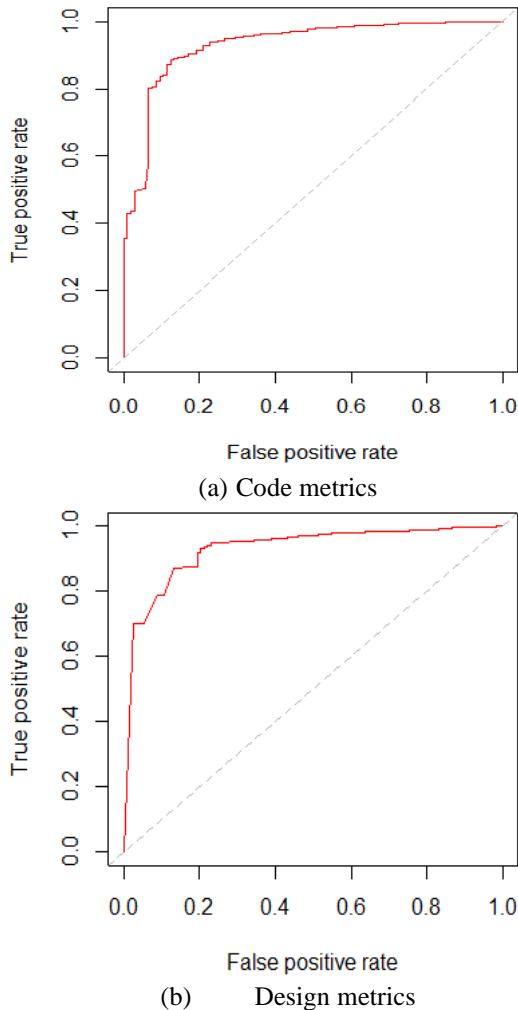 1.0
0.8
0.6
0.4
0.2
0.0
True positive rate
0.0 0.2 0.4 0.6 0.8 1.0
False positive rate
(a) Code metrics
1.0
0.8
0.6
0.4
0.2
0.0
True positive rate
0.0 0.2 0.4 0.6 0.8 1.0
False positive rate
(b) Design metrics